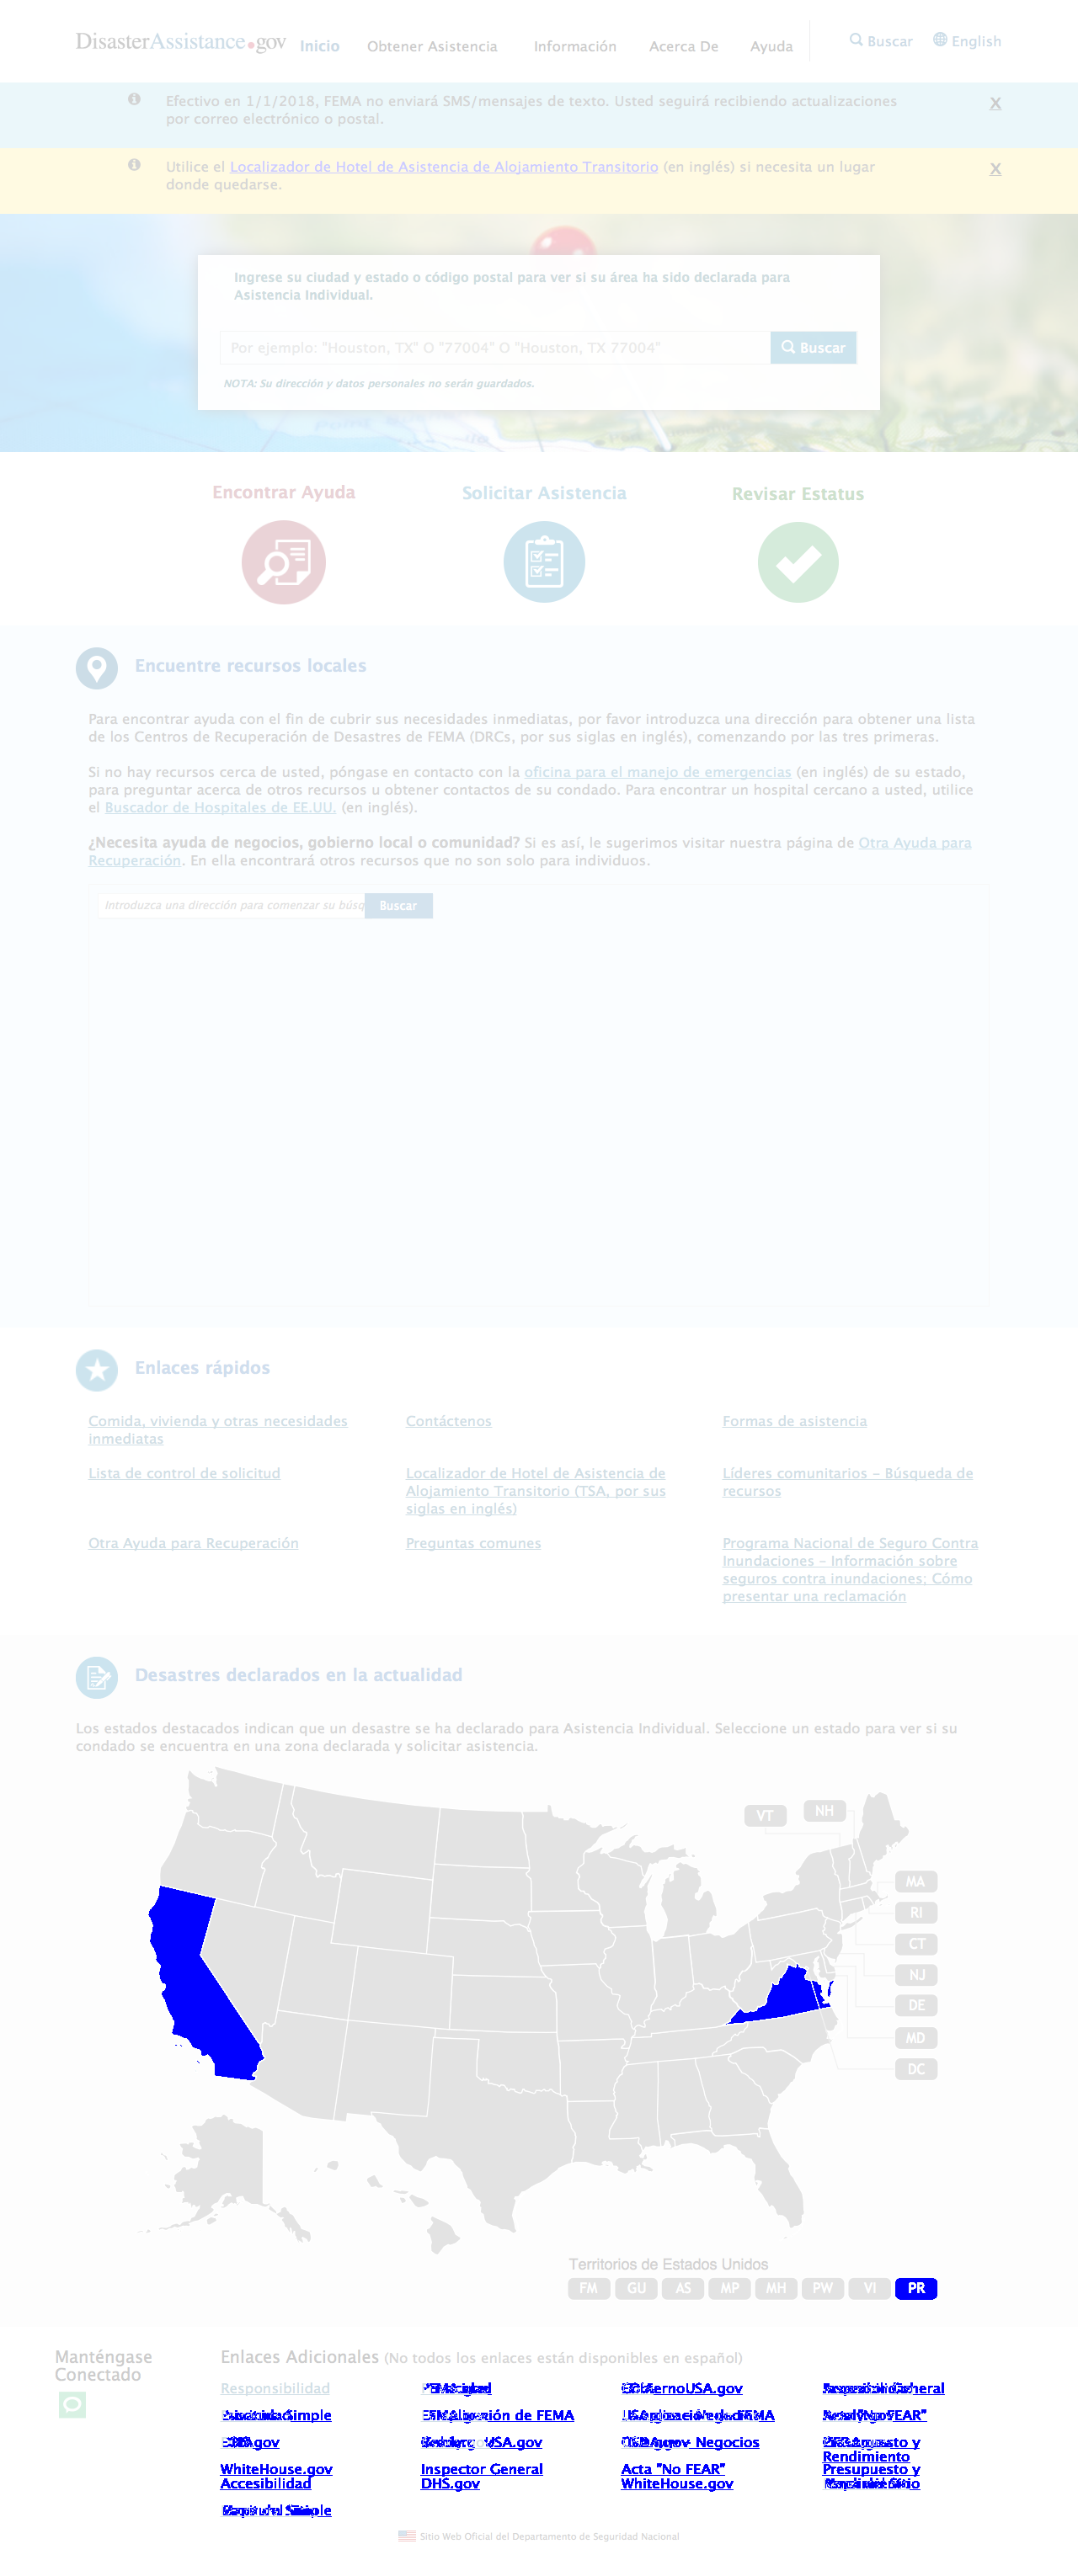 DisasterAssistance.gov
Inicio
Obtener Asistencia
Información
Acerca De
Ayuda
Buscar
English
Efectivo en 1/1/2018, FEMA no enviará SMS/mensajes de texto. Usted seguirá recibiendo actualizaciones
por correo electrónico o postal.
X
Utilice el Localizador de Hotel de Asistencia de Alojamiento Transitorio (en inglés) si necesita un lugar
donde quedarse.
X
Ingrese su ciudad y estado o código postal para ver si su área ha sido declarada para
Asistencia Individual.
Por ejemplo: "Houston, TX" O "77004" O "Houston, TX 77004"
Buscar
NOTA: Su dirección y datos personales no serán guardados.
Encontrar Ayuda
Solicitar Asistencia
Revisar Estatus
Encuentre recursos locales
Para encontrar ayuda con el fin de cubrir sus necesidades inmediatas, por favor introduzca una dirección para obtener una lista
de los Centros de Recuperación de Desastres de FEMA (DRCs, por sus siglas en inglés), comenzando por las tres primeras.
Si no hay recursos cerca de usted, póngase en contacto con la oficina para el manejo de emergencias (en inglés) de su estado,
para preguntar acerca de otros recursos u obtener contactos de su condado. Para encontrar un hospital cercano a usted, utilice
el Buscador de Hospitales de EE.UU. (en inglés).
¿Necesita ayuda de negocios, gobierno local o comunidad? Si es así, le sugerimos visitar nuestra página de Otra Ayuda para
Recuperación. En ella encontrará otros recursos que no son solo para individuos.
Introduzca una dirección para comenzar su búsq
Buscar
Enlaces rápidos
Comida, vivienda y otras necesidades
inmediatas
Contáctenos
Formas de asistencia
Lista de control de solicitud
Localizador de Hotel de Asistencia de
Alojamiento Transitorio (TSA, por sus
siglas en inglés)
Líderes comunitarios - Búsqueda de
recursos
Otra Ayuda para Recuperación
Preguntas comunes
Programa Nacional de Seguro Contra
Inundaciones - Información sobre
seguros contra inundaciones; Cómo
presentar una reclamación
Desastres declarados en la actualidad
Los estados destacados indican que un desastre se ha declarado para Asistencia Individual. Seleccione un estado para ver si su
condado se encuentra en una zona declarada y solicitar asistencia.
VT
NH
MA
RI
CT
NJ
DE
MD
DC
Territorios de Estados Unidos
FM
GU
AS
MP
MH
PW
VI
PR
Manténgase
Conectado
Enlaces Adicionales (No todos los enlaces están disponibles en español)
Responsibilidad
Negocios
Rendimiento
WhiteHouse.gov
Inspector General
Acta "No FEAR"
Presupuesto y
Accesibilidad
DHS.gov
WhiteHouse.gov
Sitio Web Oficial del Departamento de Seguridad Nacional